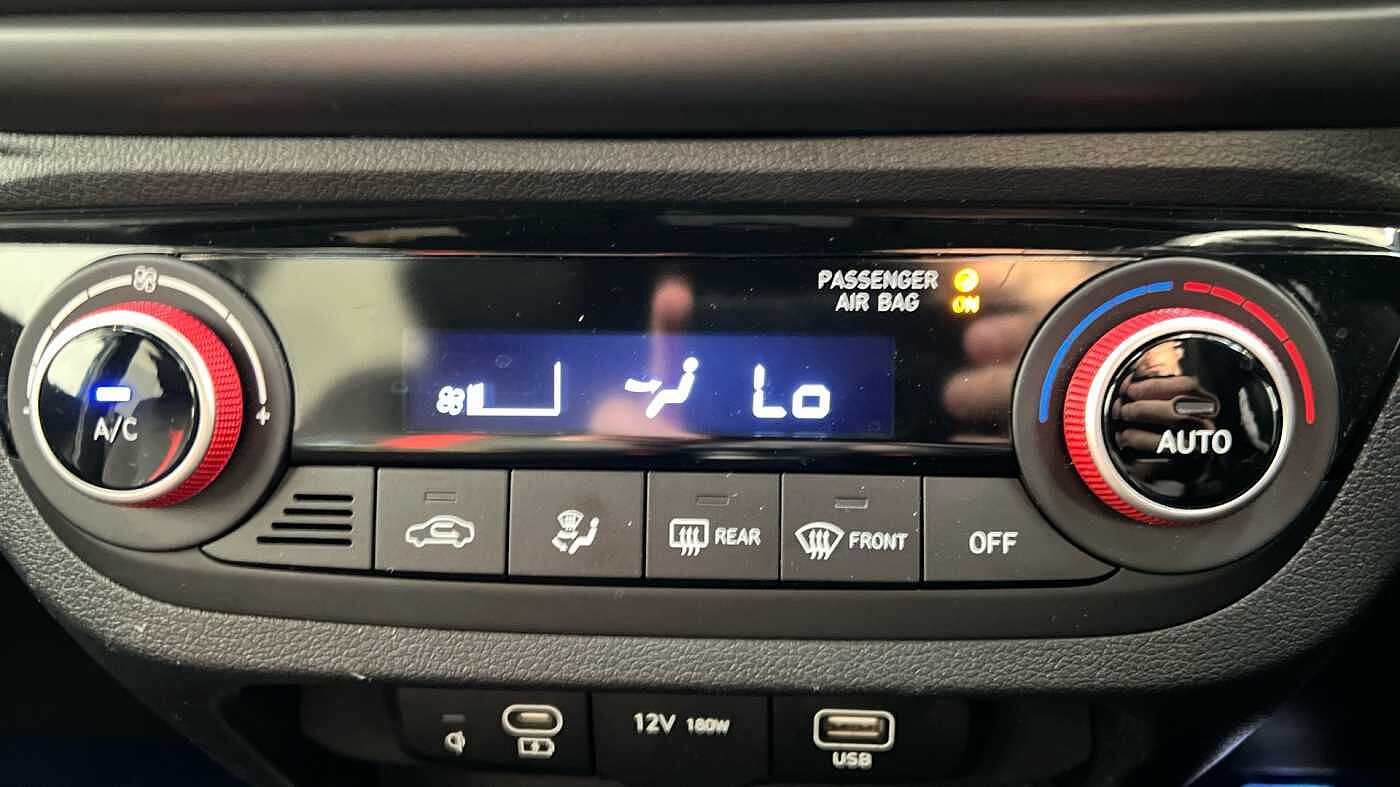 PASSENGER
AIR BAG ON
A/C
Lo
AUTO
REAR
FRONT
OFF
12V 180W
USB